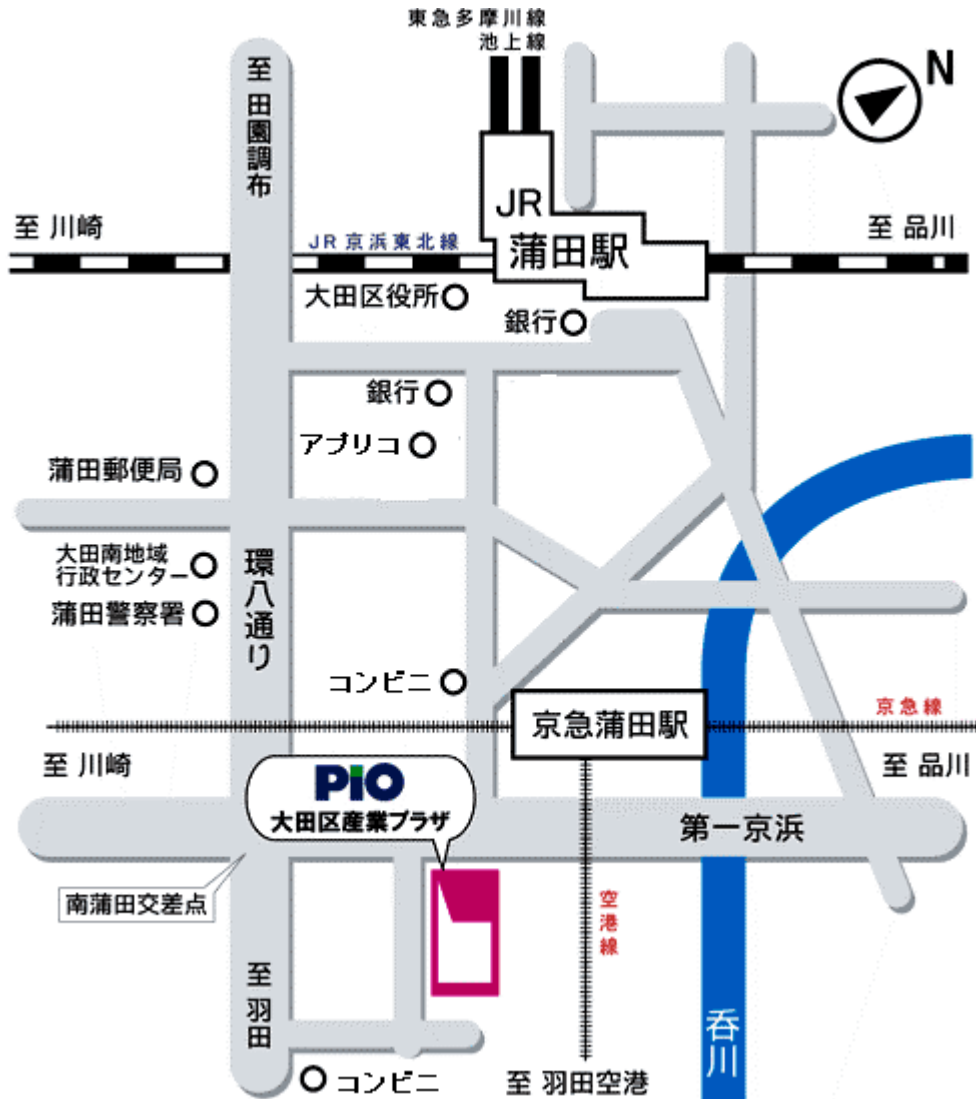 東急多摩川線
池上線
N
至 田園調布
JR
蒲田駅
至 川崎
至 品川
JR京浜東北線
大田区役所
銀行
銀行
アプリコ
蒲田郵便局
大田南地域
行政センター
蒲田警察署
環八通り
コンビニ
京急蒲田駅
京急線
至 川崎
至 品川
PiO
大田区産業プラザ
第一京浜
南蒲田交差点
空港線
至 羽田
呑川
コンビニ
至 羽田空港